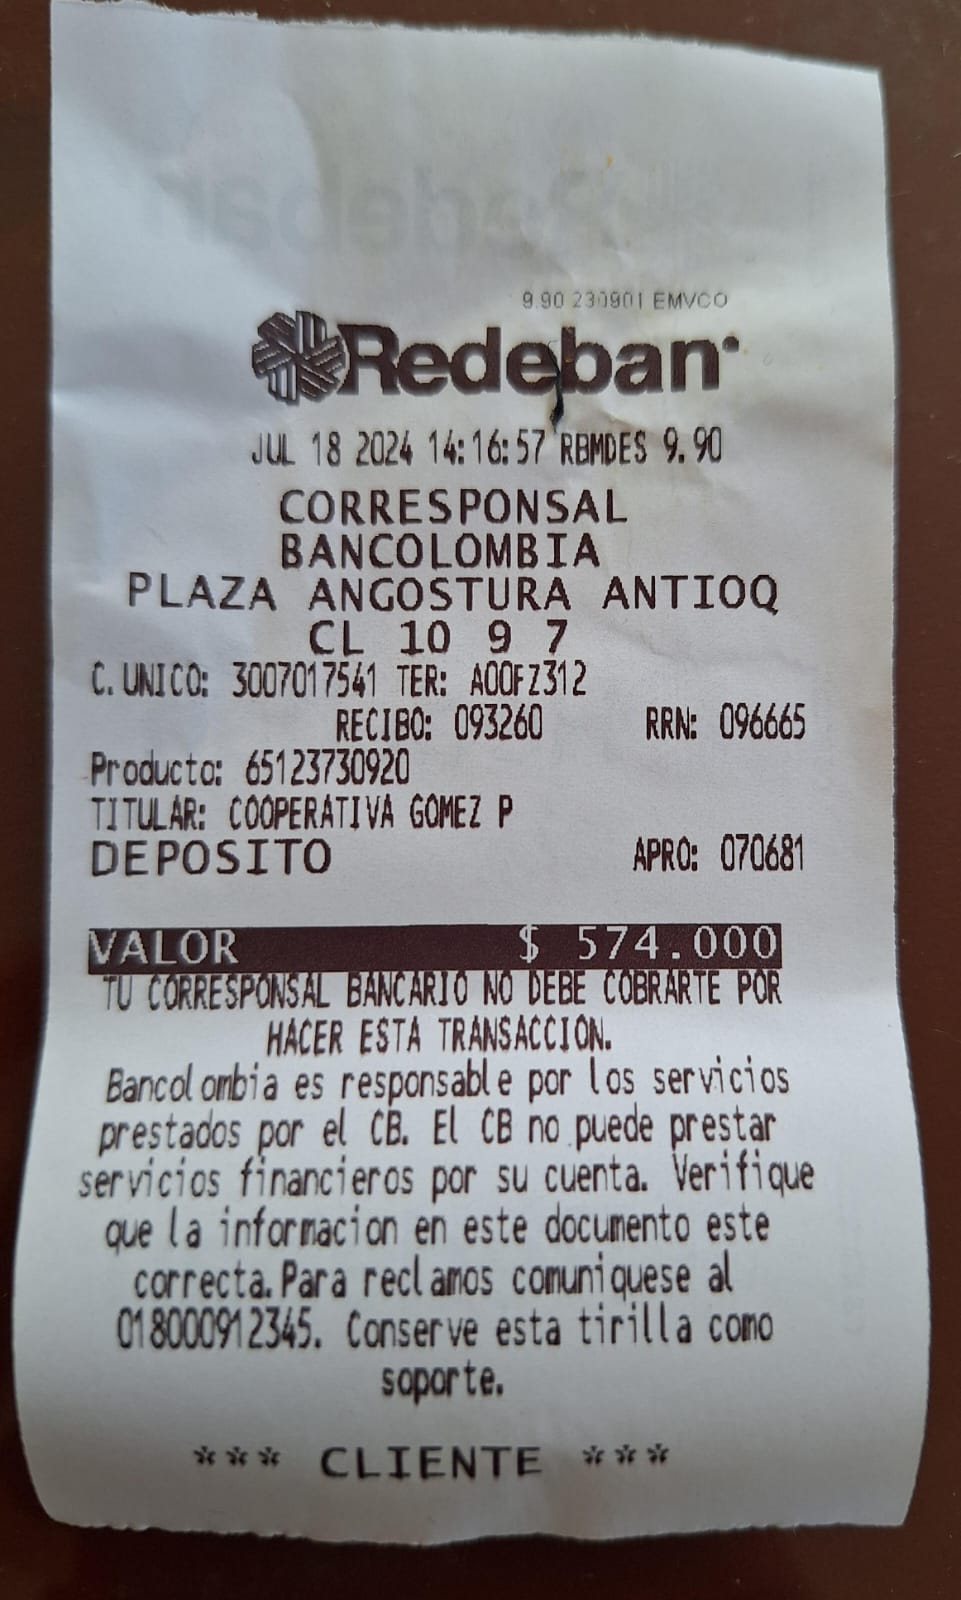 9.90 230901 EMVCO
Redeban
JUL 18 2024 14:16:57 RBMDES 9.90
CORRESPONSAL
BANCOLOMBIA
PLAZA ANGOSTURA ANTIOQ
CL 10 9 7
C. UNICO: 3007017541 TER: A00FZ312
RECIBO: 093260 RRN: 096665
Producto: 65123730920
TITULAR: COOPERATIVA GOMEZ P
DEPOSITO APRO: 070681
VALOR $ 574.000
TU CORRESPONSAL BANCARIO NO DEBE COBRARTE POR
HACER ESTA TRANSACCION.
Bancolombia es responsable por los servicios
prestados por el CB. El CB no puede prestar
servicios financieros por su cuenta. Verifique
que la informacion en este documento este
correcta. Para reclamos comuniquese al
018000912345. Conserve esta tirilla como
soporte.
*** CLIENTE ***